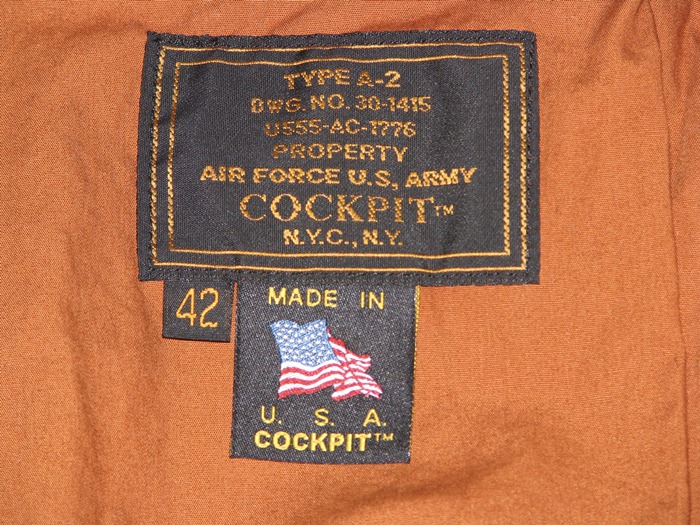 TYPE A-2
DWG. NO. 30-1415
U555-AC-1776
PROPERTY
AIR FORCE U.S, ARMY
COCKPIT™
N.Y.C., N.Y.
42
MADE IN
U. S. A.
COCKPIT™